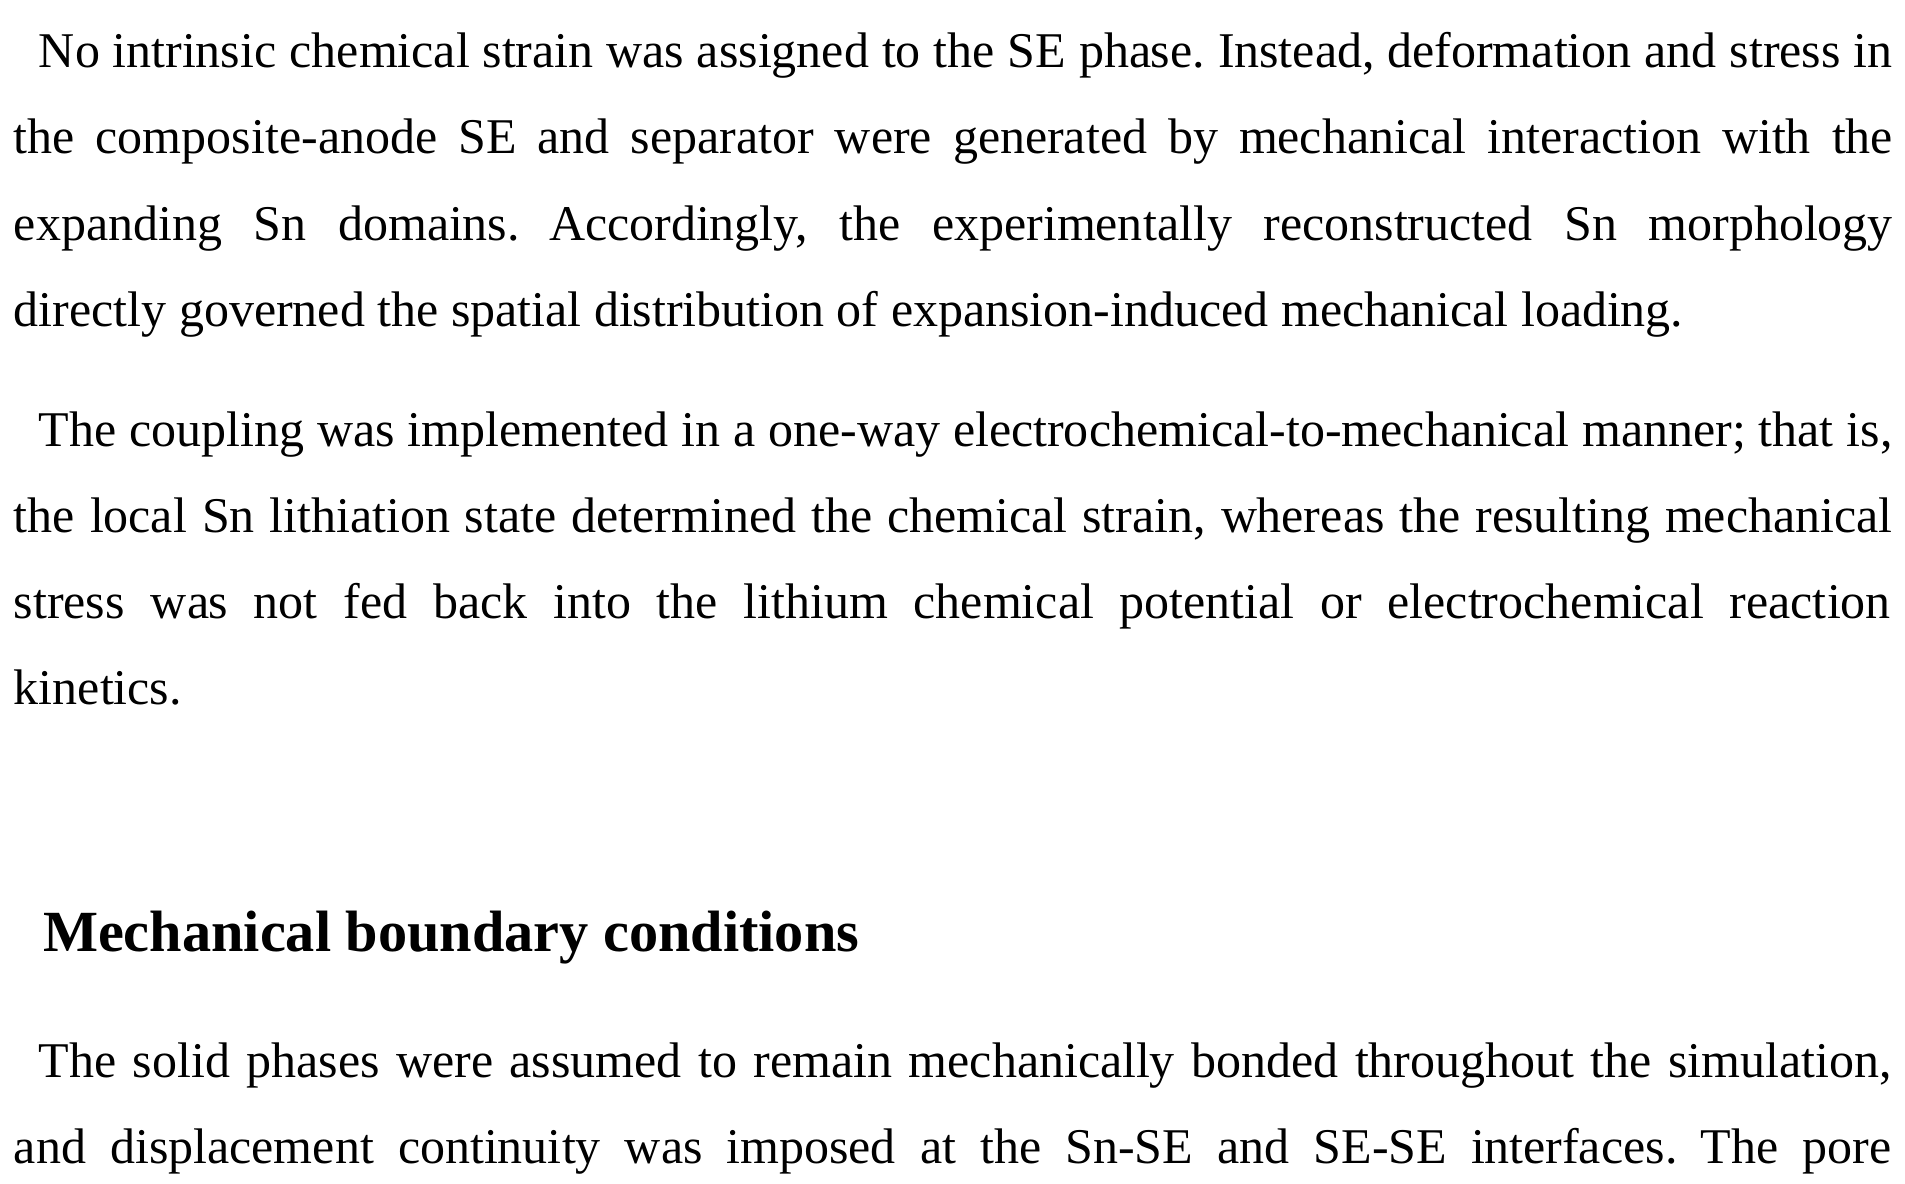 No intrinsic chemical strain was assigned to the SE phase. Instead, deformation and stress in
the composite-anode SE and separator were generated by mechanical interaction with the
expanding Sn domains. Accordingly, the experimentally reconstructed Sn morphology
directly governed the spatial distribution of expansion-induced mechanical loading.
The coupling was implemented in a one-way electrochemical-to-mechanical manner; that is,
the local Sn lithiation state determined the chemical strain, whereas the resulting mechanical
stress was not fed back into the lithium chemical potential or electrochemical reaction
kinetics.
Mechanical boundary conditions
The solid phases were assumed to remain mechanically bonded throughout the simulation,
and displacement continuity was imposed at the Sn-SE and SE-SE interfaces. The pore